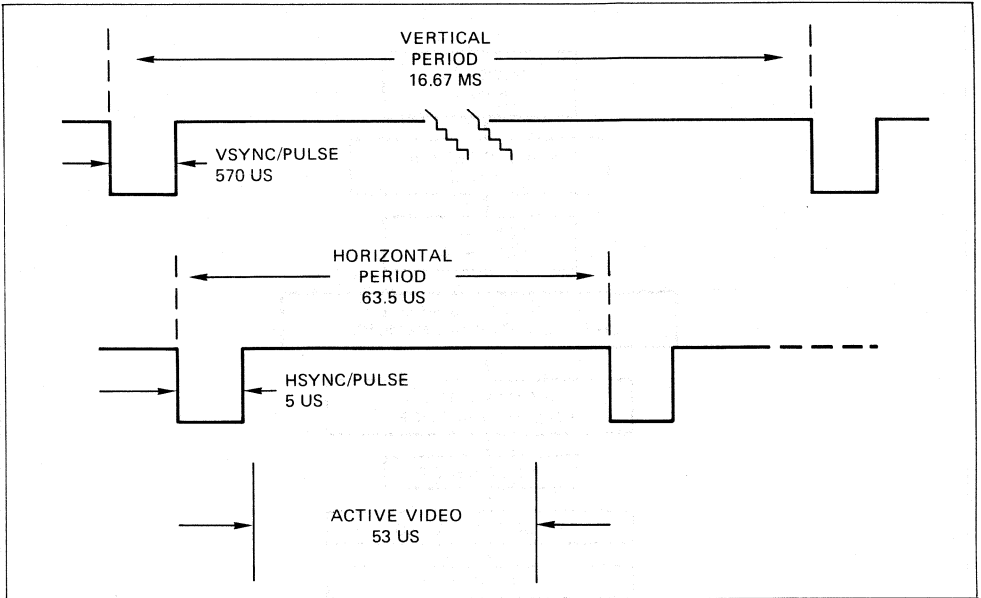 VERTICAL
PERIOD
16.67 MS
VSYNC/PULSE
570 US
HORIZONTAL
PERIOD
63.5 US
HSYNC/PULSE
5 US
ACTIVE VIDEO
53 US